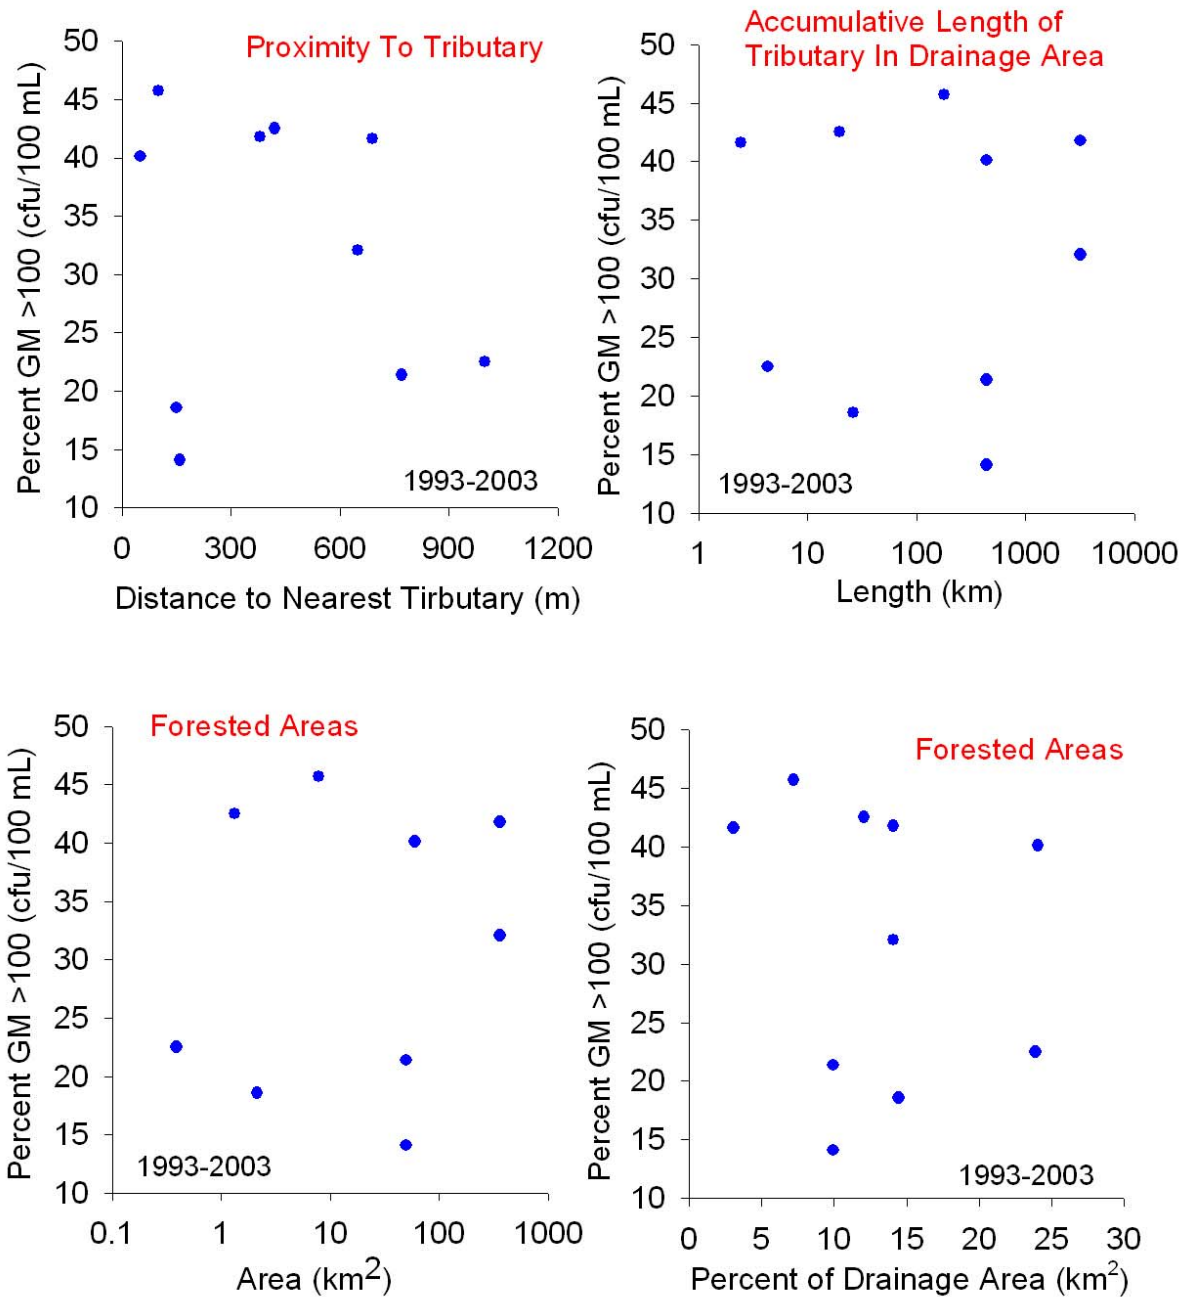 Proximity To Tributary
Percent GM >100 (cfu/100 mL)
50
45
40
35
30
25
20
15
10
1993-2003
0 300 600 900 1200
Distance to Nearest Tirbutary (m)
Accumulative Length of
Tributary In Drainage Area
Percent GM >100 (cfu/100 mL)
50
45
40
35
30
25
20
15
10
1993-2003
1 10 100 1000 10000
Length (km)
Forested Areas
Percent GM >100 (cfu/100 mL)
50
45
40
35
30
25
20
15
10
1993-2003
0.1 1 10 100 1000
Area (km2)
Forested Areas
Percent GM >100 (cfu/100 mL)
50
45
40
35
30
25
20
15
10
1993-2003
0 5 10 15 20 25 30
Percent of Drainage Area (km²)